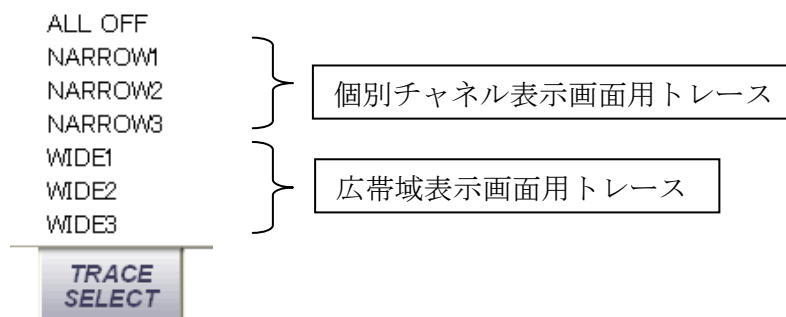 ALL OFF
NARROW1
NARROW2
NARROW3
個別チャネル表示画面用トレース
WIDE1
WIDE2
WIDE3
広帯域表示画面用トレース
TRACE
SELECT